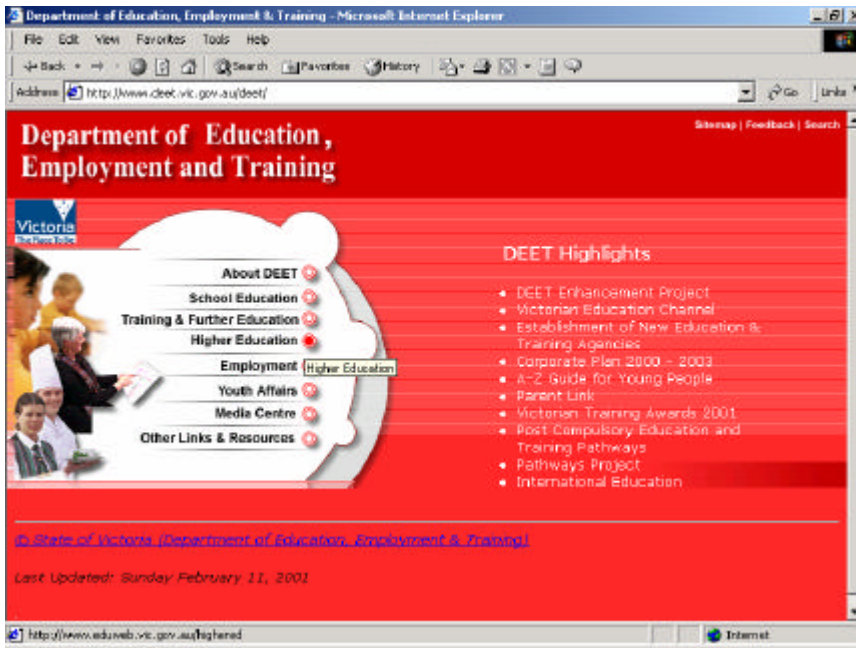 Department of Education, Employment & Training - Microsoft Internet Explorer
File Edit View Favorites Tools Help
Back Search Favorites History
Address http://www.deet.vic.gov.au/deet/ Go Links
Sitemap | Feedback | Search
Department of Education,
Employment and Training
Victoria
The Place To Be
About DEET
School Education
Training & Further Education
Higher Education
Employment
Higher Education
Youth Affairs
Media Centre
Other Links & Resources
DEET Highlights
DEET Enhancement Project
Victorian Education Channel
Establishment of New Education &
Training Agencies
Corporate Plan 2000 - 2003
A-Z Guide for Young People
Parent Link
Victorian Training Awards 2001
Post Compulsory Education and
Training Pathways
Pathways Project
International Education
© State of Victoria (Department of Education, Employment & Training)
Last Updated: Sunday February 11, 2001
http://www.eduweb.vic.gov.au/highered
Internet